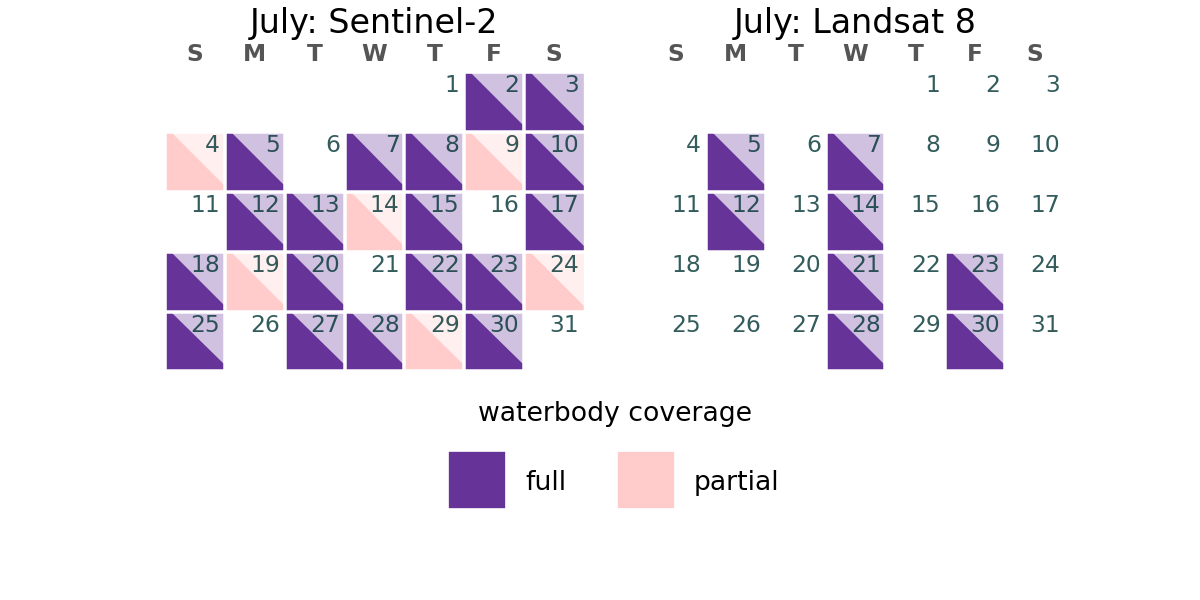 July: Sentinel-2
S M T W T F S
1 2 3
4 5 6 7 8 9 10
11 12 13 14 15 16 17
18 19 20 21 22 23 24
25 26 27 28 29 30 31
July: Landsat 8
S M T W T F S
1 2 3
4 5 6 7 8 9 10
11 12 13 14 15 16 17
18 19 20 21 22 23 24
25 26 27 28 29 30 31
waterbody coverage
full
partial